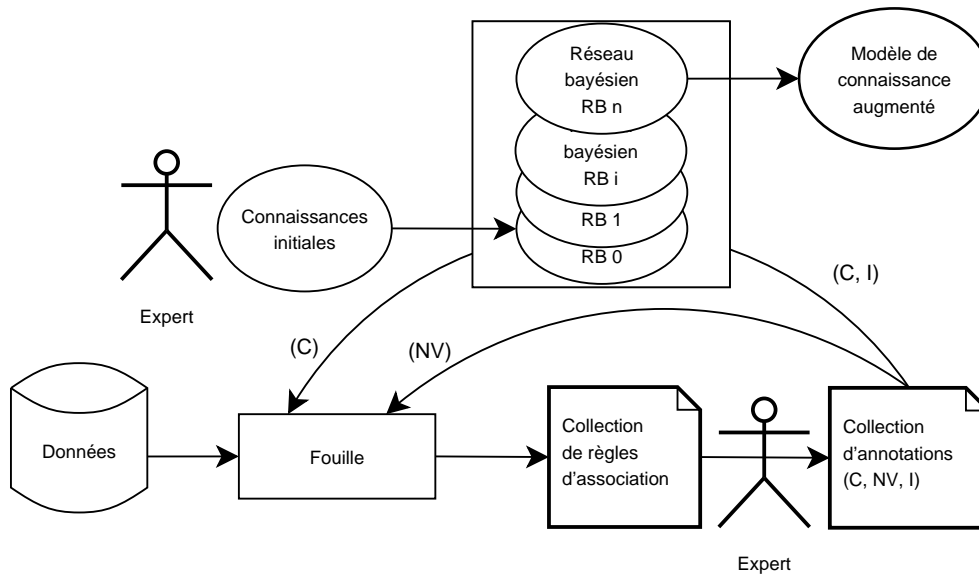 Réseau
bayésien
RB n
bayésien
RB i
RB 1
RB 0
Modèle de
connaissance
augmenté
Connaissances
initiales
Expert
(C, I)
(C)
(NV)
Données
Fouille
Collection
de règles
d'association
Collection
d'annotations
(C, NV, I)
Expert